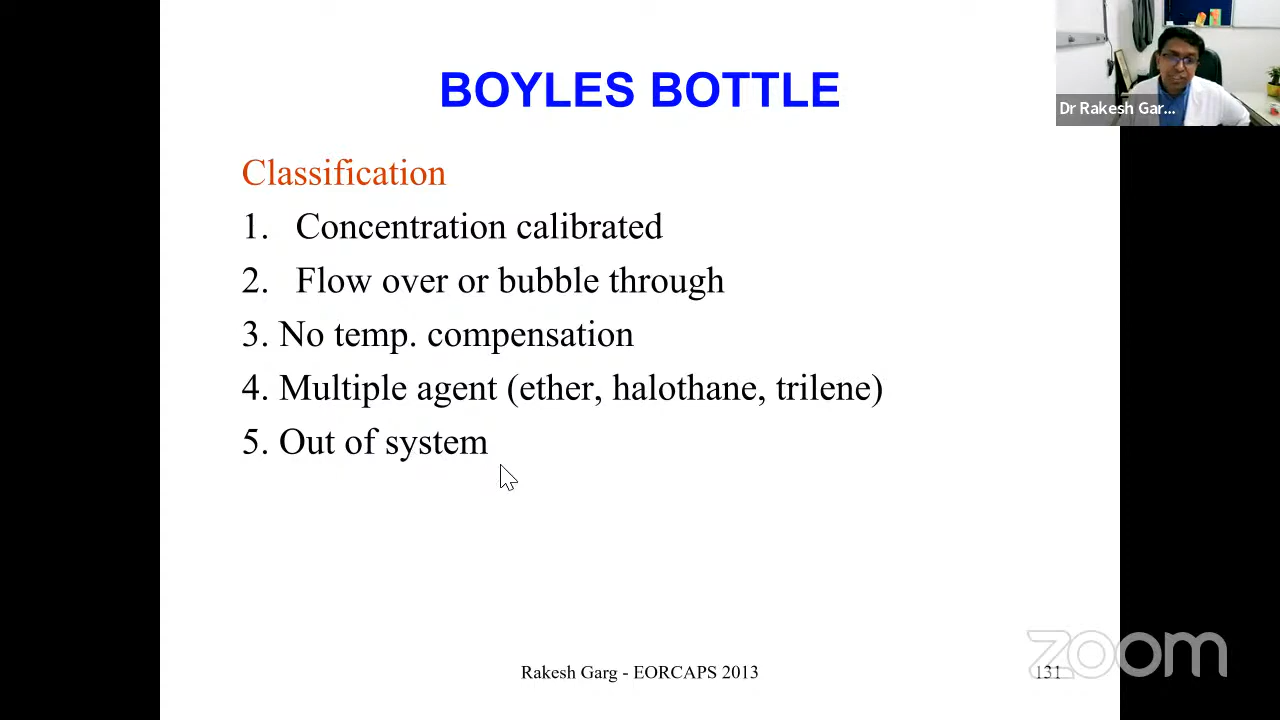 BOYLES BOTTLE
Dr Rakesh Gar...
Classification
1. Concentration calibrated
2. Flow over or bubble through
3. No temp. compensation
4. Multiple agent (ether, halothane, trilene)
5. Out of system
zoom
Rakesh Garg - EORCAPS 2013
131